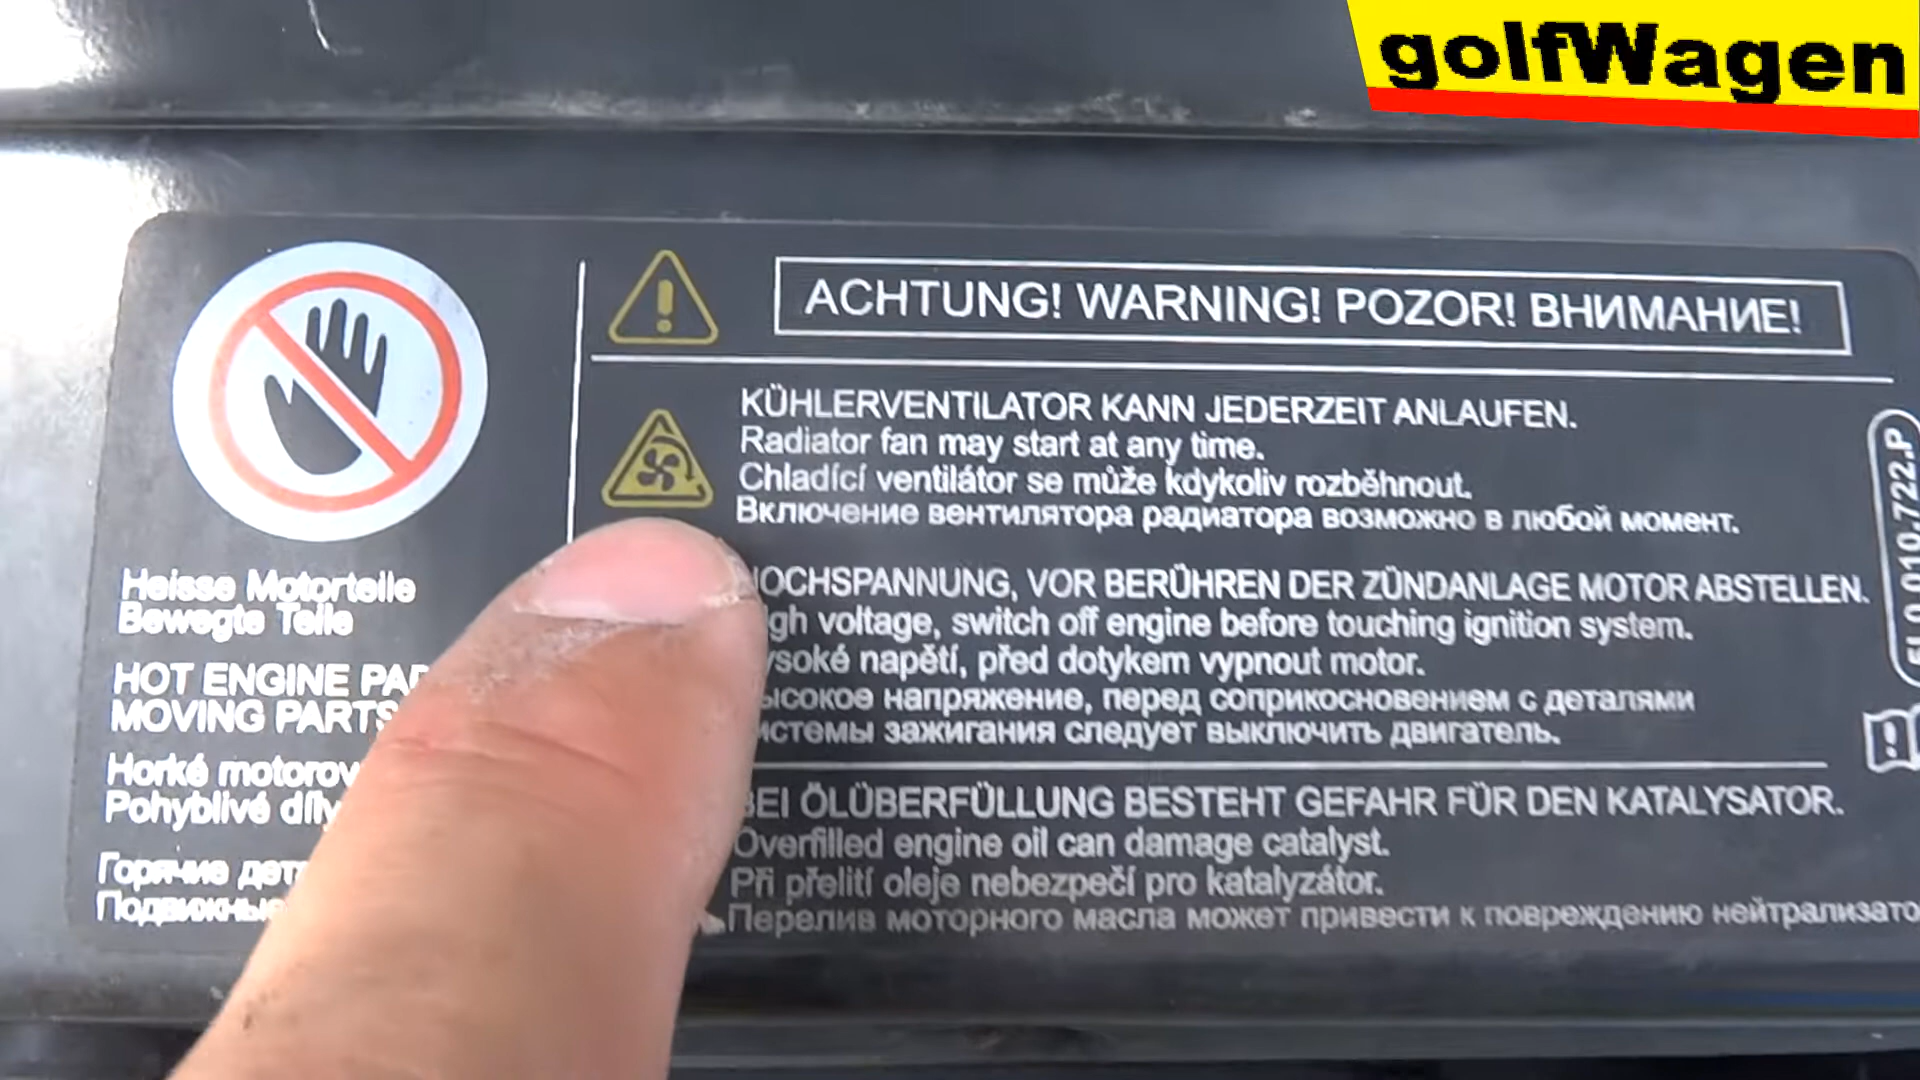 golfWagen
ACHTUNG! WARNING! POZOR! ВНИМАНИЕ!
KÜHLERVENTILATOR KANN JEDERZEIT ANLAUFEN.
Radiator fan may start at any time.
Chladící ventilátor se může kdykoliv rozběhnout.
Включение вентилятора радиатора возможно в любой момент.
VOR BERÜHREN DER ZÜNDANLAGE MOTOR ABSTELLEN.
voltage, switch off engine before touching ignition system.
napětí, před dotykem vypnout motor.
напряжение, перед соприкосновением с деталями
зажигания следует выключить двигатель.
ÖLÜBERFÜLLUNG BESTEHT GEFAHR FÜR DEN KATALYSATOR.
Overfilled engine oil can damage catalyst.
Při přelití oleje nebezpečí pro katalyzátor.
Перелив моторного масла может привести к повреждению
Heisse Motorteile
Bewegte Teile
HOT ENGINE
MOVING PARTS
Horké
Pohyblivé díly
Горячие